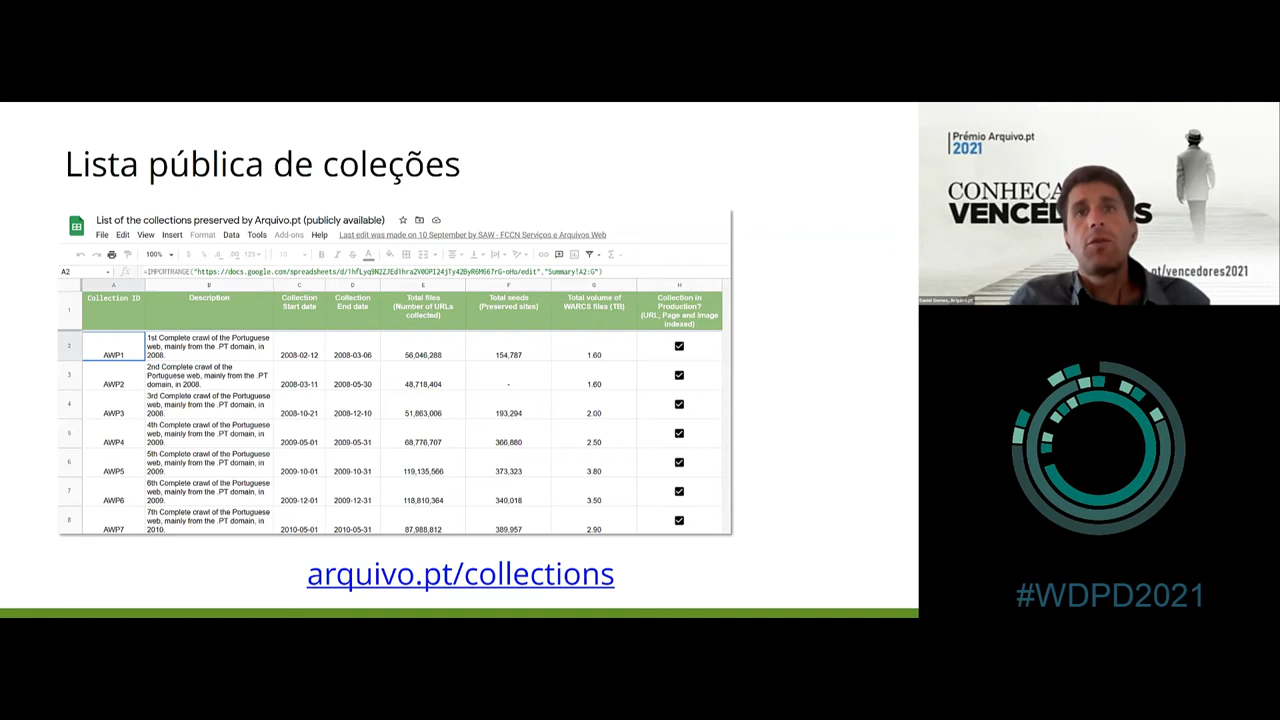 Lista pública de coleções
List of the collections preserved by Arquivo.pt (publicly available)
File Edit View Insert Format Data Tools Add-ons Help Last edit was made on 10 September by SAW - FCCN Serviços e Arquivos Web
100%
A2
A B C D E F G H
1 Collection ID Description Collection Start date Collection End date Total files (Number of URLs collected) Total seeds (Preserved sites) Total volume of WARCS files (TB) Collection in Production? (URL, Page and Image indexed)
2 AWP1 1st Complete crawl of the Portuguese web, mainly from the .PT domain, in 2008. 2008-02-12 2008-03-06 56,046,288 154,787 1.60
3 AWP2 2nd Complete crawl of the Portuguese web, mainly from the .PT domain, in 2008. 2008-03-11 2008-05-30 48,718,404 - 1.60
4 AWP3 3rd Complete crawl of the Portuguese web, mainly from the .PT domain, in 2008. 2008-10-21 2008-12-10 51,863,006 193,294 2.00
AWP4 4th Complete crawl of the Portuguese web, mainly from the .PT domain, in 2009. 2009-05-01 2009-05-31 68,776,707 366,880 2.50
6 AWP5 5th Complete crawl of the Portuguese web, mainly from the .PT domain, in 2009. 2009-10-01 2009-10-31 119,135,566 373,323 3.80
7 AWP6 6th Complete crawl of the Portuguese web, mainly from the .PT domain, in 2009. 2009-12-01 2009-12-31 118,810,364 340,018 3.50
8 AWP7 7th Complete crawl of the Portuguese web, mainly from the .PT domain, in 2010. 2010-05-01 2010-05-31 87,988,812 389,957 2.90
arquivo.pt/collections
Prémio Arquivo.pt
2021
CONHEÇA
pt/vencedores2021
Daniel Gomes, Arquivo.pt
#WDPD2021